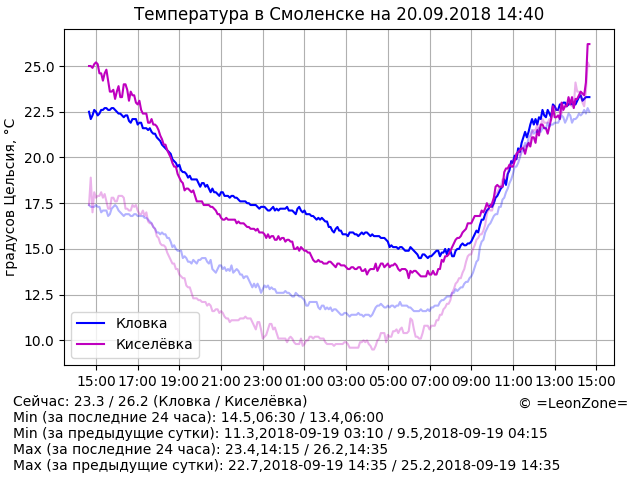 Температура в Смоленске на 20.09.2018 14:40
градусов Цельсия, °C
25.0
22.5
20.0
17.5
15.0
12.5
10.0
Кловка
Киселёвка
15:00 17:00 19:00 21:00 23:00 01:00 03:00 05:00 07:00 09:00 11:00 13:00 15:00
© =LeonZone=
Сейчас: 23.3 / 26.2 (Кловка / Киселёвка)
Min (за последние 24 часа): 14.5,06:30 / 13.4,06:00
Min (за предыдущие сутки): 11.3,2018-09-19 03:10 / 9.5,2018-09-19 04:15
Max (за последние 24 часа): 23.4,14:15 / 26.2,14:35
Max (за предыдущие сутки): 22.7,2018-09-19 14:35 / 25.2,2018-09-19 14:35